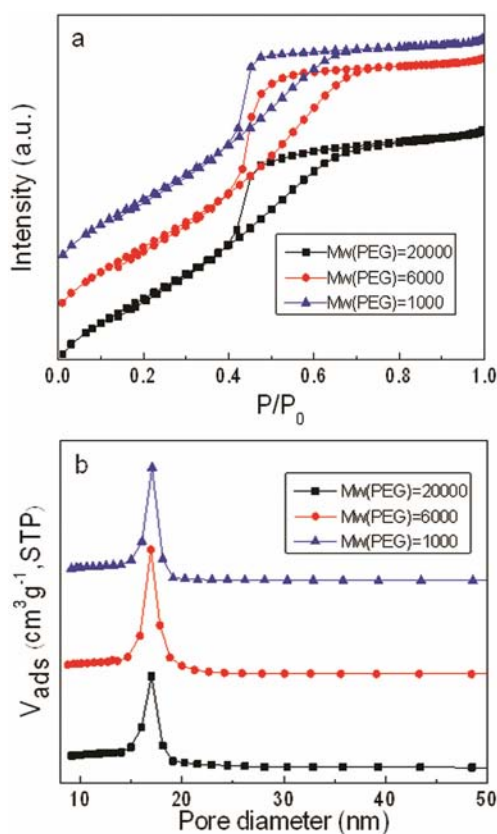 a
Intensity (a.u.)
Mw(PEG)=20000
Mw(PEG)=6000
Mw(PEG)=1000
0.0 0.2 0.4 0.6 0.8 1.0
P/P0
b
Vads (cm3g-1, STP)
Mw(PEG)=20000
Mw(PEG)=6000
Mw(PEG)=1000
10 20 30 40 50
Pore diameter (nm)